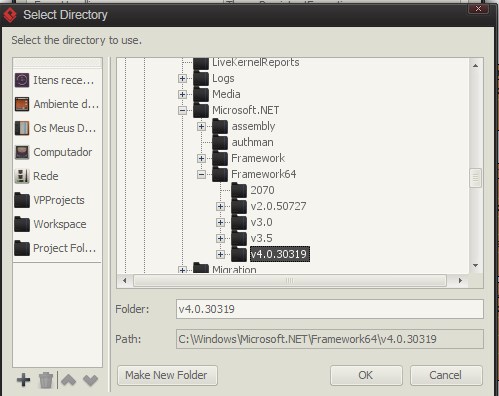 Select Directory
Select the directory to use.
Itens rece...
Ambiente d...
Os Meus D...
Computador
Rede
VPProjects
Workspace
Project Fol...
LiveKernelReports
Logs
Media
Microsoft.NET
assembly
authman
Framework
Framework64
2070
v2.0.50727
v3.0
v3.5
v4.0.30319
Migration
Folder:
v4.0.30319
Path:
C:\Windows\Microsoft.NET\Framework64\v4.0.30319
Make New Folder
OK
Cancel